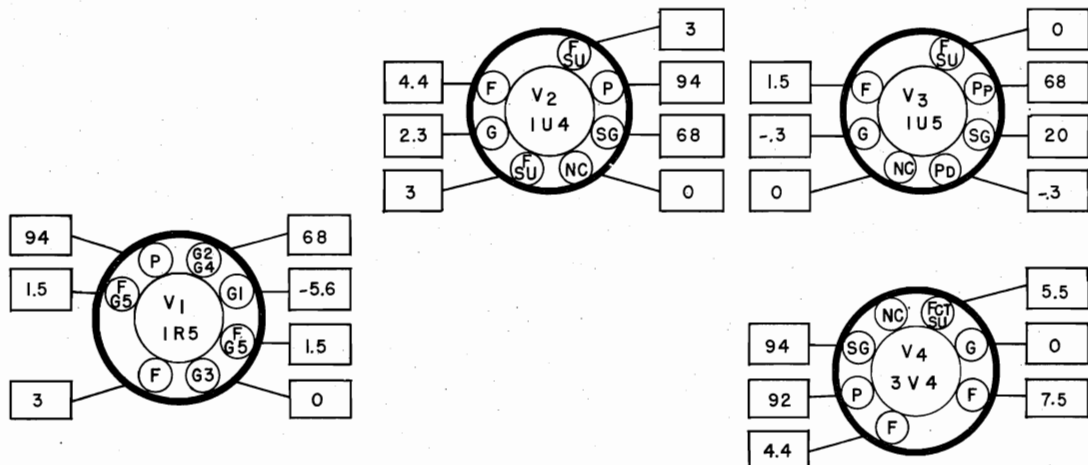 3
F
SU
4.4
F
P
94
V2
1U4
2.3
G
SG
68
3
F
SU
NC
0
0
F
SU
1.5
F
PP
68
V3
1U5
-.3
G
SG
20
0
NC
PD
-.3
94
P
G2
G4
68
1.5
F
G5
G1
-5.6
V1
1R5
F
G5
1.5
3
F
G3
0
NC
FCT
SU
5.5
94
SG
G
0
V4
3V4
92
P
F
7.5
4.4
F